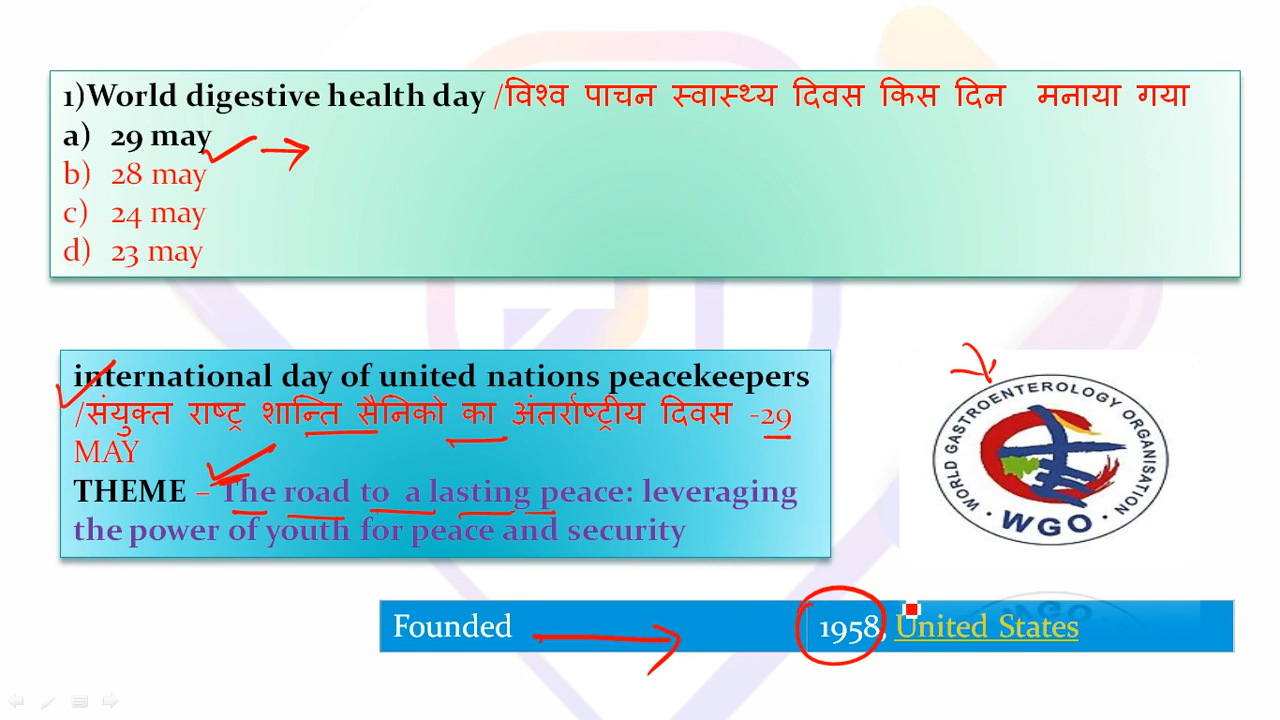 1)World digestive health day /विश्व पाचन स्वास्थ्य दिवस किस दिन मनाया गया
a) 29 may
b) 28 may
c) 24 may
d) 23 may
international day of united nations peacekeepers
/संयुक्त राष्ट्र शान्ति सैनिको का अंतर्राष्ट्रीय दिवस -29
MAY
THEME – The road to a lasting peace: leveraging
the power of youth for peace and security
WORLD GASTROENTEROLOGY ORGANISATION
WGO
Founded 1958, United States